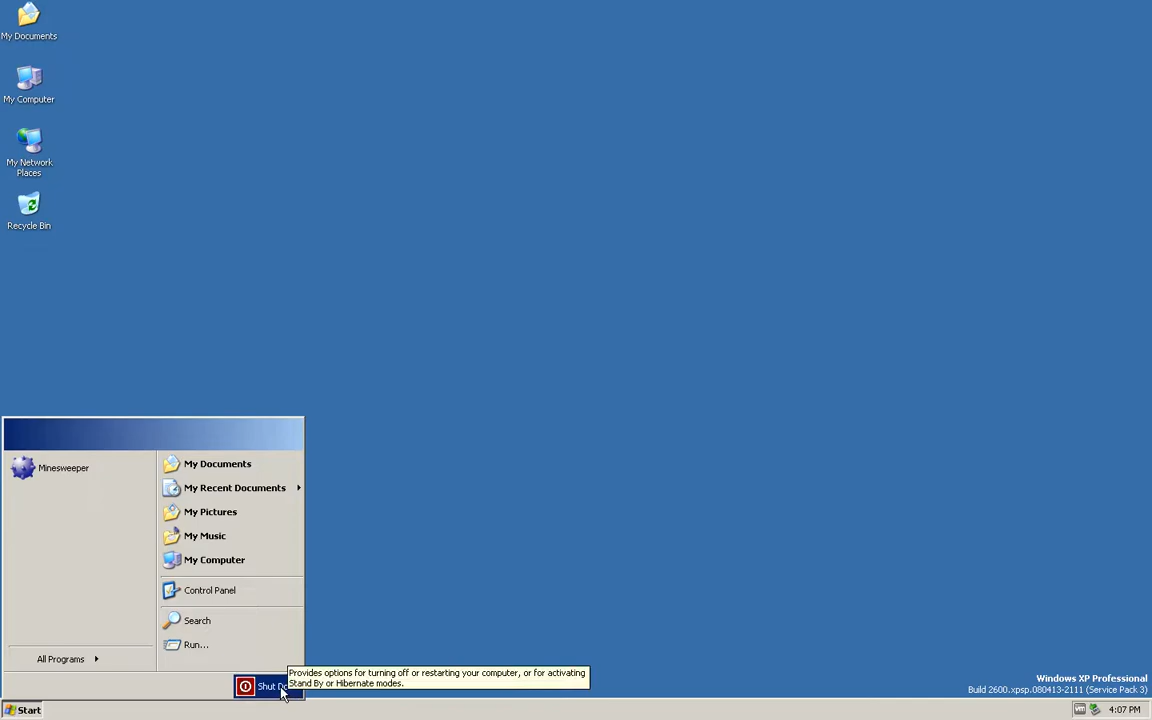 My Documents
My Computer
My Network
Places
Recycle Bin
Minesweeper
My Documents
My Recent Documents
My Pictures
My Music
My Computer
Control Panel
Search
Run...
All Programs
Shut
Provides options for turning off or restarting your computer, or for activating
Stand By or Hibernate modes.
Windows XP Professional
Build 2600.xpsp.080413-2111 (Service Pack 3)
Start
vm
4:07 PM